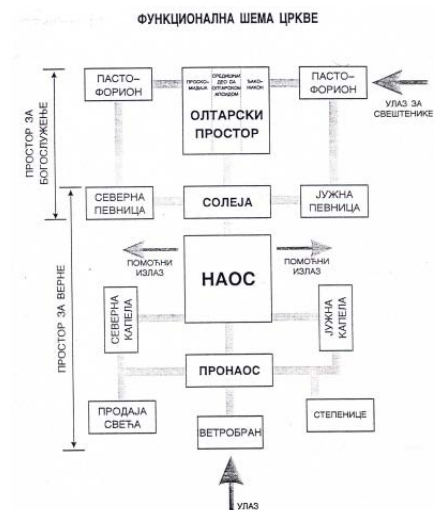 ФУНКЦИОНАЛНА ШЕМА ЦРКВЕ
ПАСТО-
ФОРИОН
ПРОСКО-
МИДИЈА
СРЕДИШЊИ
ДЕО СА
ОЛТАРСКОМ
АПСИДОМ
ЂАКО-
НИКОН
ОЛТАРСКИ
ПРОСТОР
ПАСТО-
ФОРИОН
УЛАЗ ЗА
СВЕШТЕНИКЕ
ПРОСТОР ЗА
БОГОСЛУЖЕЊЕ
СЕВЕРНА
ПЕВНИЦА
СОЛЕЈА
ЈУЖНА
ПЕВНИЦА
ПОМОЋНИ
ИЗЛАЗ
НАОС
ПОМОЋНИ
ИЗЛАЗ
ПРОСТОР ЗА ВЕРНЕ
СЕВЕРНА
КАПЕЛА
ЈУЖНА
КАПЕЛА
ПРОНАОС
ПРОДАЈА
СВЕЋА
ВЕТРОБРАН
СТЕПЕНИЦЕ
УЛАЗ